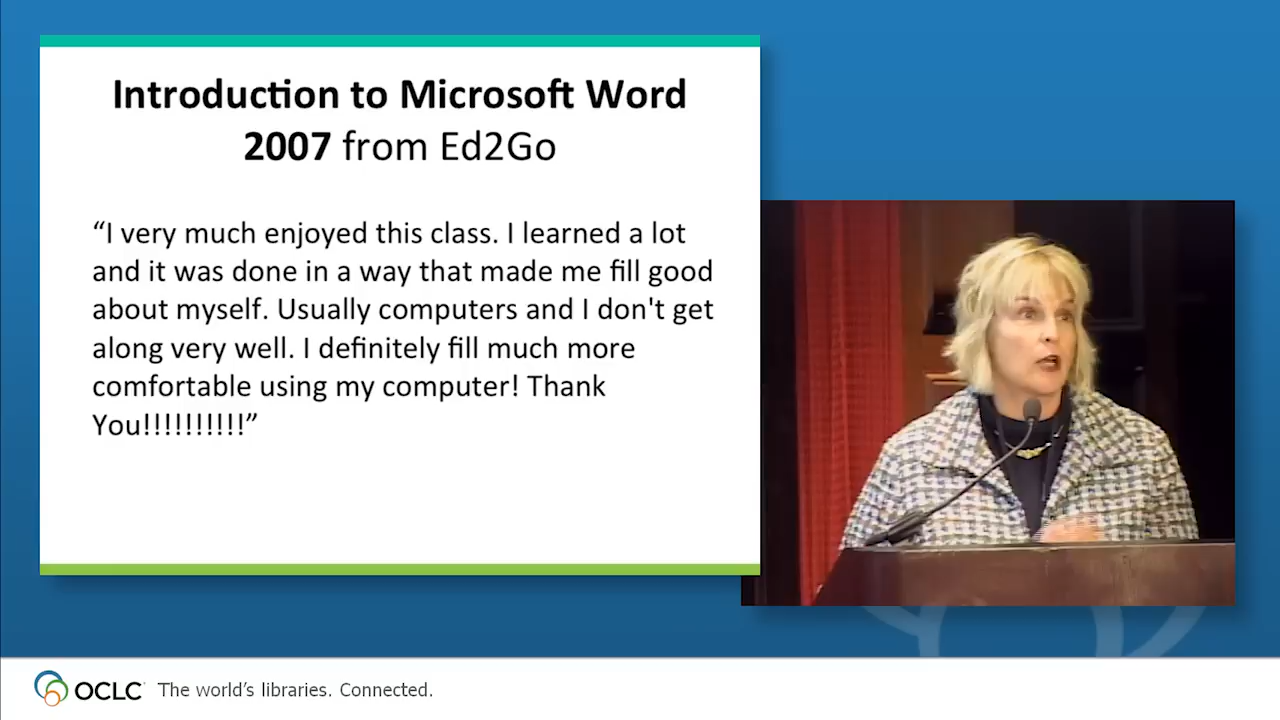 Introduction to Microsoft Word
2007 from Ed2Go
“I very much enjoyed this class. I learned a lot
and it was done in a way that made me fill good
about myself. Usually computers and I don't get
along very well. I definitely fill much more
comfortable using my computer! Thank
You!!!!!!!!!!”
OCLC The world’s libraries. Connected.